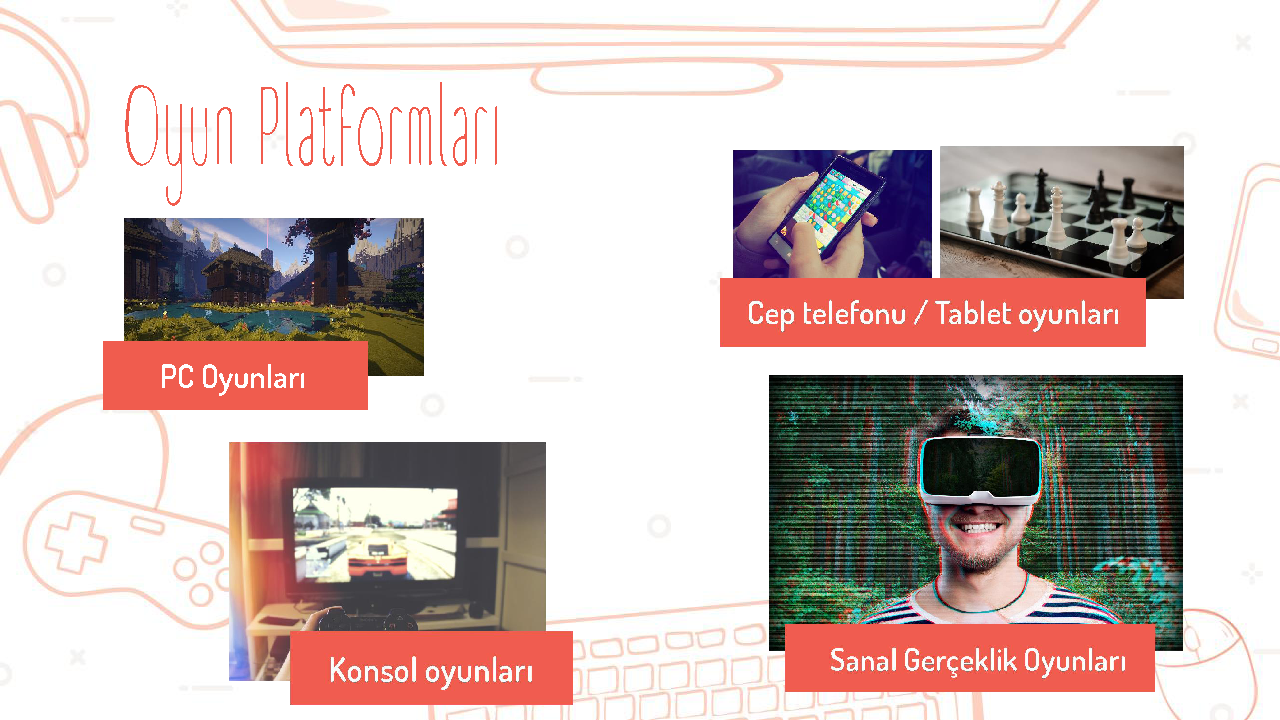 Oyun Platformları
PC Oyunları
Konsol oyunları
Cep telefonu / Tablet oyunları
Sanal Gerçeklik Oyunları